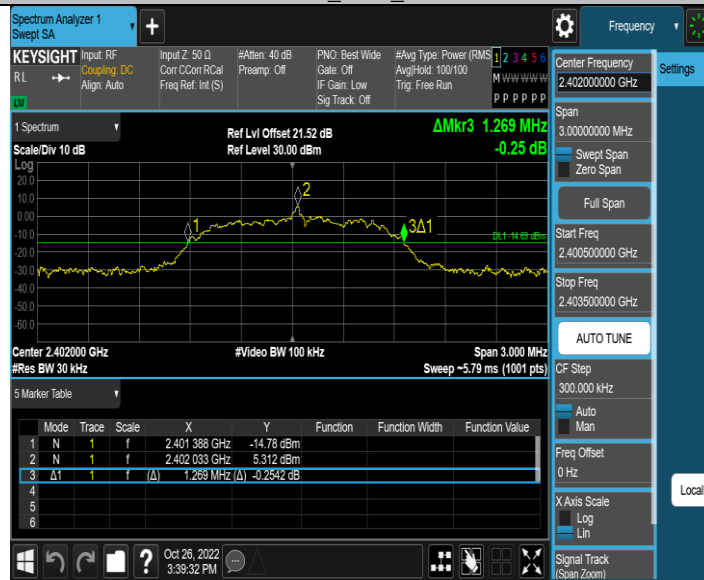 Spectrum Analyzer 1
Swept SA
+
Frequency
KEYSIGHT
RL
LXI
Input: RF
Coupling: DC
Align: Auto
Input Z: 50 Ω
Corr CCorr RCal
Freq Ref: Int (S)
#Atten: 40 dB
Preamp: Off
PNO: Best Wide
Gate: Off
IF Gain: Low
Sig Track: Off
#Avg Type: Power (RMS
Avg|Hold: 100/100
Trig: Free Run
1 2 3 4 5 6
M W W W W W
P P P P P P
1 Spectrum
Scale/Div 10 dB
Log
Ref Lvl Offset 21.52 dB
Ref Level 30.00 dBm
ΔMkr3 1.269 MHz
-0.25 dB
20.0
10.0
0.00
-10.0
-20.0
-30.0
-40.0
-50.0
-60.0
1
2
3Δ1
DL1 -14.69 dBm
Center 2.402000 GHz
#Video BW 100 kHz
Span 3.000 MHz
#Res BW 30 kHz
Sweep ~5.79 ms (1001 pts)
5 Marker Table
Mode Trace Scale X Y Function Function Width Function Value
1 N 1 f 2.401 388 GHz -14.78 dBm
2 N 1 f 2.402 033 GHz 5.312 dBm
3 Δ1 1 f (Δ) 1.269 MHz (Δ) -0.2542 dB
4
5
6
?
Oct 26, 2022
3:39:32 PM
Center Frequency
2.402000000 GHz
Settings
Span
3.00000000 MHz
Swept Span
Zero Span
Full Span
Start Freq
2.400500000 GHz
Stop Freq
2.403500000 GHz
AUTO TUNE
CF Step
300.000 kHz
Auto
Man
Freq Offset
0 Hz
X Axis Scale
Log
Lin
Local
Signal Track
(Span Zoom)